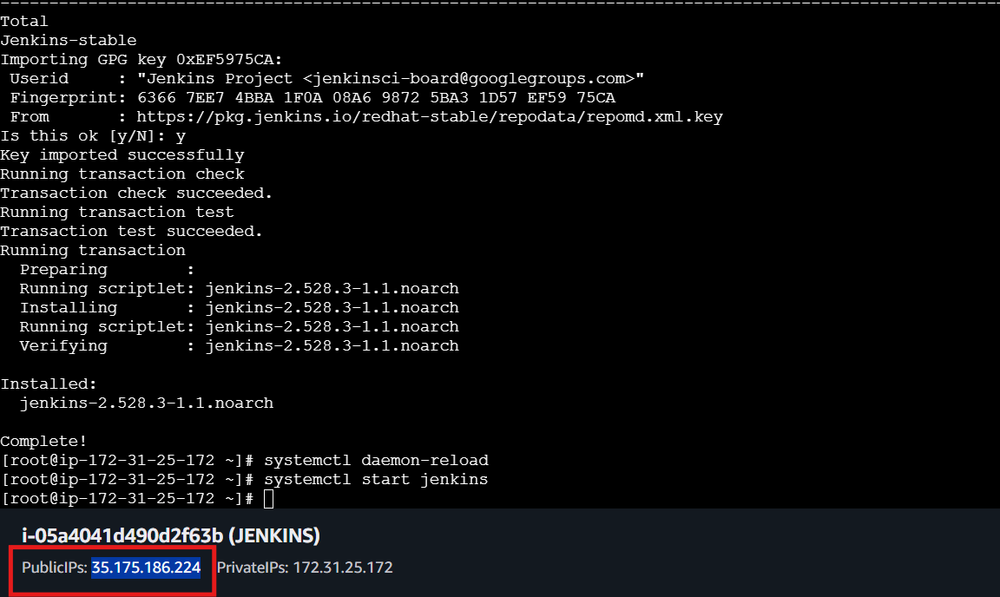 Total
Jenkins-stable
Importing GPG key 0xEF5975CA:
 Userid     : "Jenkins Project <jenkinsci-board@googlegroups.com>"
 Fingerprint: 6366 7EE7 4BBA 1F0A 08A6 9872 5BA3 1D57 EF59 75CA
 From       : https://pkg.jenkins.io/redhat-stable/repodata/repomd.xml.key
Is this ok [y/N]: y
Key imported successfully
Running transaction check
Transaction check succeeded.
Running transaction test
Transaction test succeeded.
Running transaction
  Preparing        :
  Running scriptlet: jenkins-2.528.3-1.1.noarch
  Installing       : jenkins-2.528.3-1.1.noarch
  Running scriptlet: jenkins-2.528.3-1.1.noarch
  Verifying        : jenkins-2.528.3-1.1.noarch
Installed:
  jenkins-2.528.3-1.1.noarch
Complete!
[root@ip-172-31-25-172 ~]# systemctl daemon-reload
[root@ip-172-31-25-172 ~]# systemctl start jenkins
[root@ip-172-31-25-172 ~]#
i-05a4041d490d2f63b (JENKINS)
PublicIPs: 35.175.186.224 PrivateIPs: 172.31.25.172